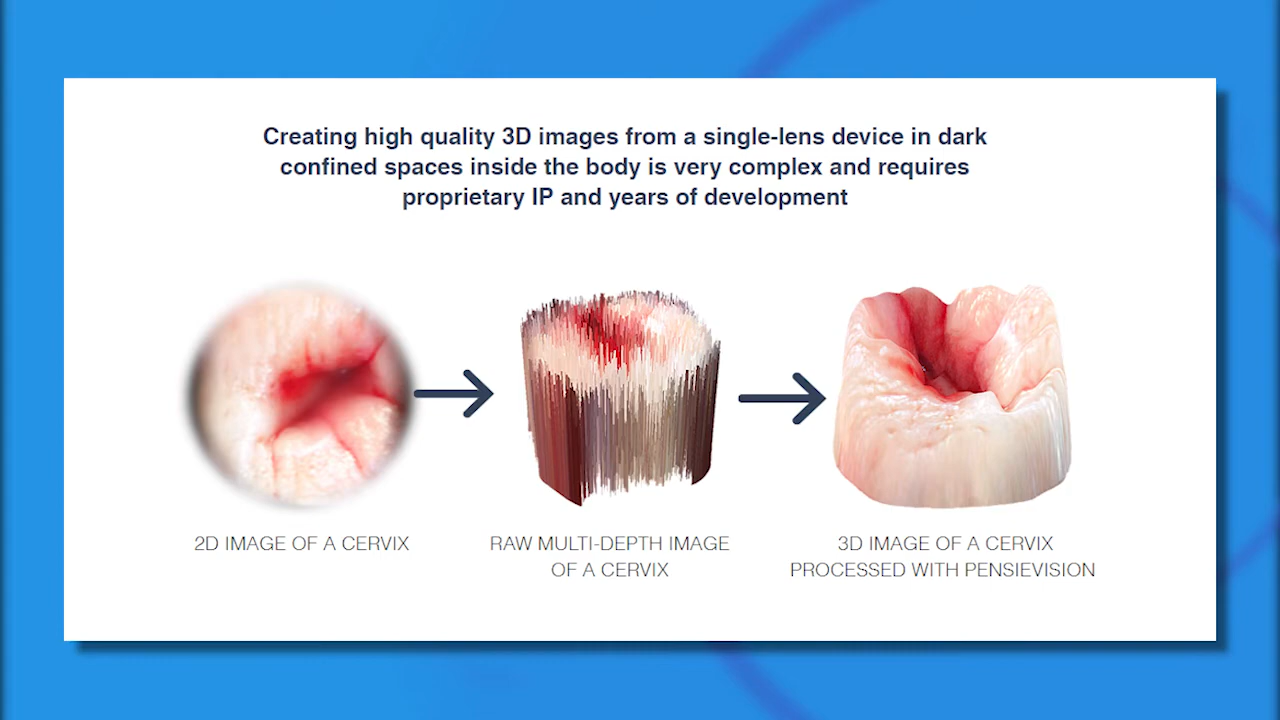 Creating high quality 3D images from a single-lens device in dark
confined spaces inside the body is very complex and requires
proprietary IP and years of development
2D IMAGE OF A CERVIX
RAW MULTI-DEPTH IMAGE
OF A CERVIX
3D IMAGE OF A CERVIX
PROCESSED WITH PENSIEVISION